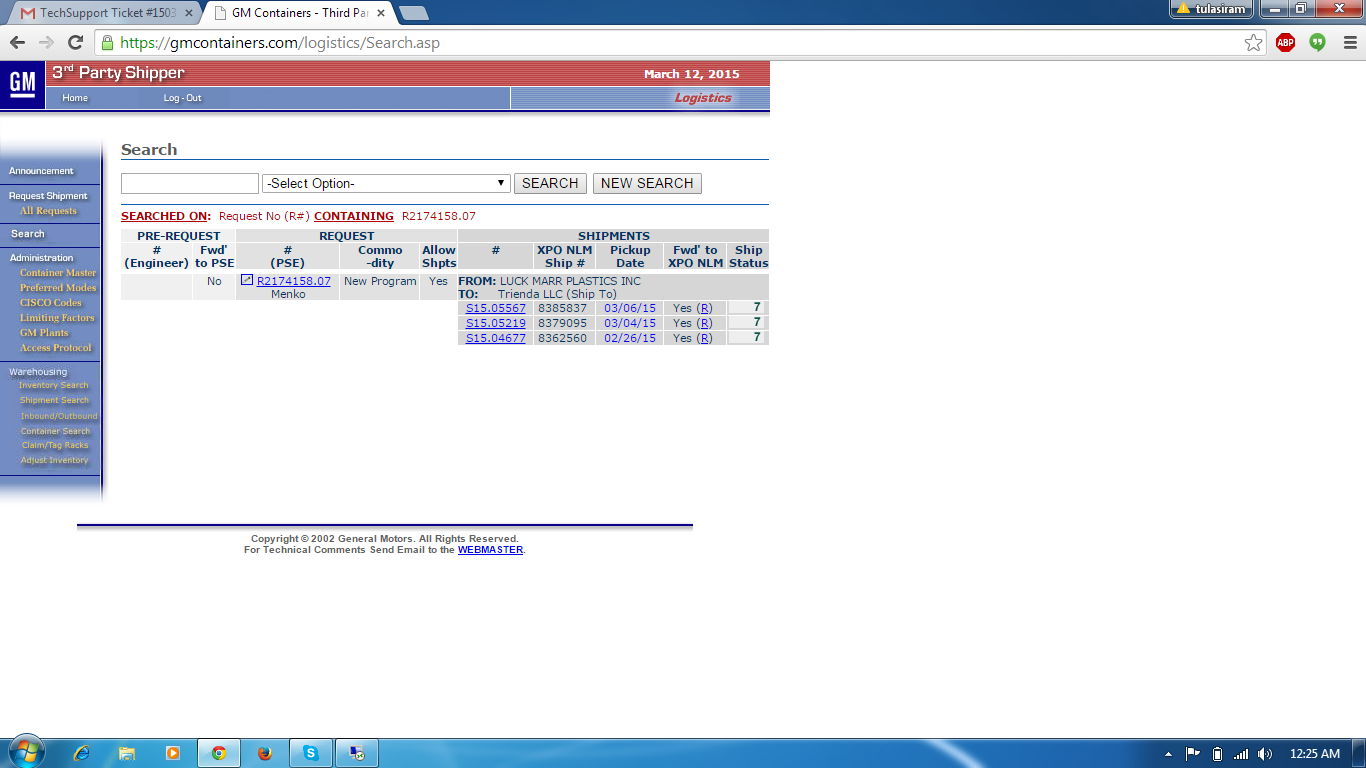 TechSupport Ticket #1503
GM Containers - Third Pa
tulasiram
https://gmcontainers.com/logistics/Search.asp
ABP
GM
3rd Party Shipper
March 12, 2015
Home
Log - Out
Logistics
Announcement
Request Shipment
All Requests
Search
Administration
Container Master
Preferred Modes
CISCO Codes
Limiting Factors
GM Plants
Access Protocol
Warehousing
Inventory Search
Shipment Search
Inbound/Outbound
Container Search
Claim/Tag Racks
Adjust Inventory
Search
-Select Option-
SEARCH
NEW SEARCH
SEARCHED ON: Request No (R#) CONTAINING R2174158.07
PRE-REQUEST REQUEST SHIPMENTS
# Fwd' # Commo Allow # XPO NLM Pickup Fwd' to Ship
(Engineer) to PSE (PSE) -dity Shpts Ship # Date XPO NLM Status
No R2174158.07 New Program Yes FROM: LUCK MARR PLASTICS INC
Menko TO: Trienda LLC (Ship To)
S15.05567 8385837 03/06/15 Yes (R) 7
S15.05219 8379095 03/04/15 Yes (R) 7
S15.04677 8362560 02/26/15 Yes (R) 7
Copyright © 2002 General Motors. All Rights Reserved.
For Technical Comments Send Email to the WEBMASTER.
12:25 AM